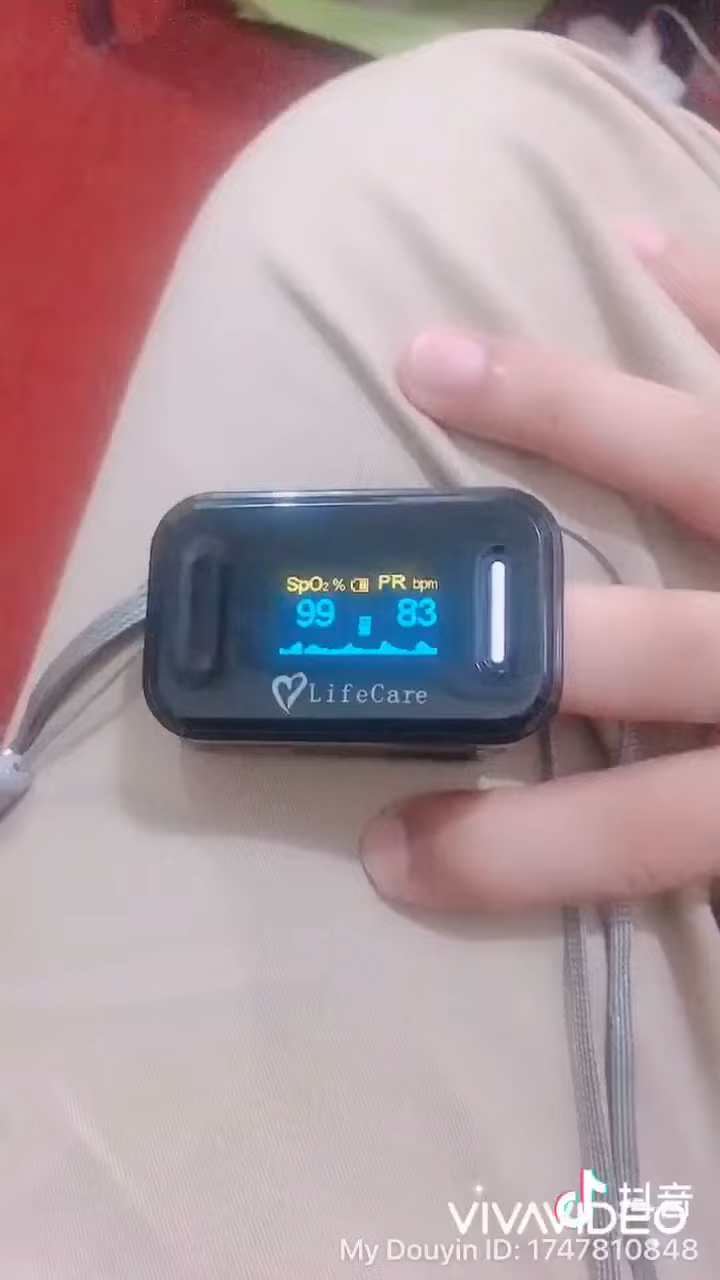 SpO₂ % PR bpm
99 83
LifeCare
抖音
VIVAVIDEO
My Douyin ID: 1747810848